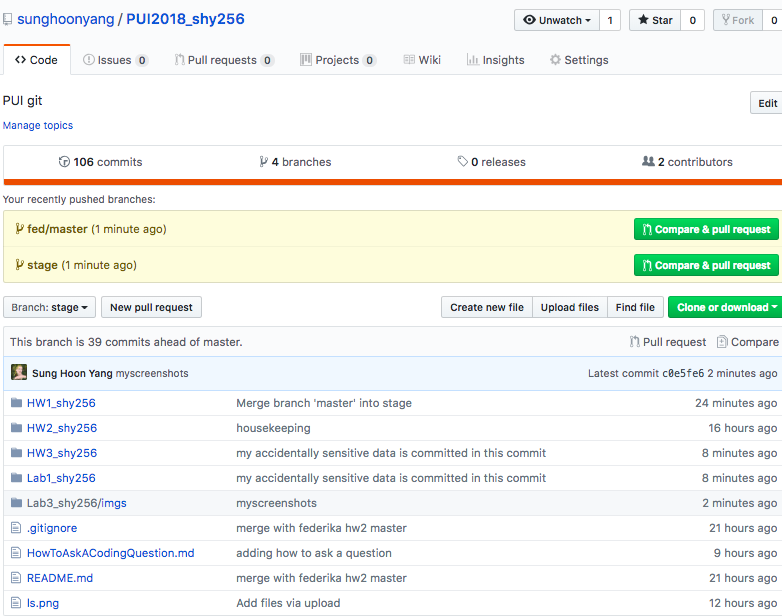 sunghoonyang / PUI2018_shy256
Unwatch 1 Star 0 Fork 0
Code Issues 0 Pull requests 0 Projects 0 Wiki Insights Settings
PUI git
Edit
Manage topics
106 commits 4 branches 0 releases 2 contributors
Your recently pushed branches:
fed/master (1 minute ago) Compare & pull request
stage (1 minute ago) Compare & pull request
Branch: stage New pull request Create new file Upload files Find file Clone or download
This branch is 39 commits ahead of master. Pull request Compare
Sung Hoon Yang myscreenshots Latest commit c0e5fe6 2 minutes ago
HW1_shy256 Merge branch 'master' into stage 24 minutes ago
HW2_shy256 housekeeping 16 hours ago
HW3_shy256 my accidentally sensitive data is committed in this commit 8 minutes ago
Lab1_shy256 my accidentally sensitive data is committed in this commit 8 minutes ago
Lab3_shy256/imgs myscreenshots 2 minutes ago
.gitignore merge with federika hw2 master 21 hours ago
HowToAskACodingQuestion.md adding how to ask a question 9 hours ago
README.md merge with federika hw2 master 21 hours ago
ls.png Add files via upload 12 hours ago